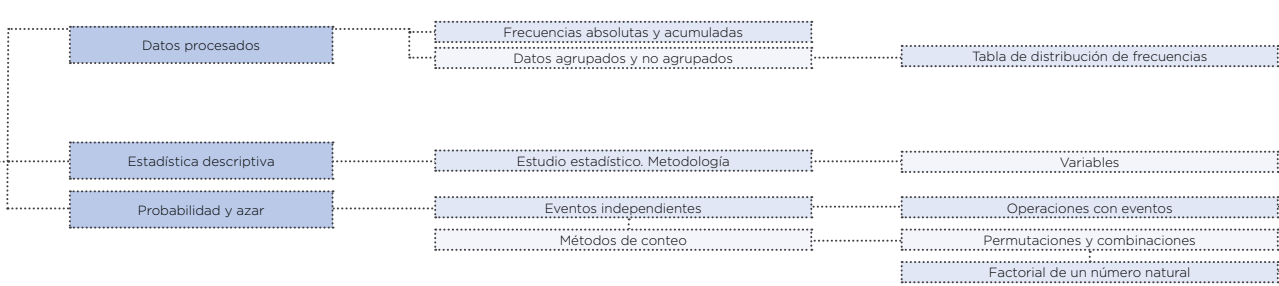 Datos procesados
Frecuencias absolutas y acumuladas
Datos agrupados y no agrupados
Tabla de distribución de frecuencias
Estadística descriptiva
Estudio estadístico. Metodología
Variables
Probabilidad y azar
Eventos independientes
Operaciones con eventos
Métodos de conteo
Permutaciones y combinaciones
Factorial de un número natural